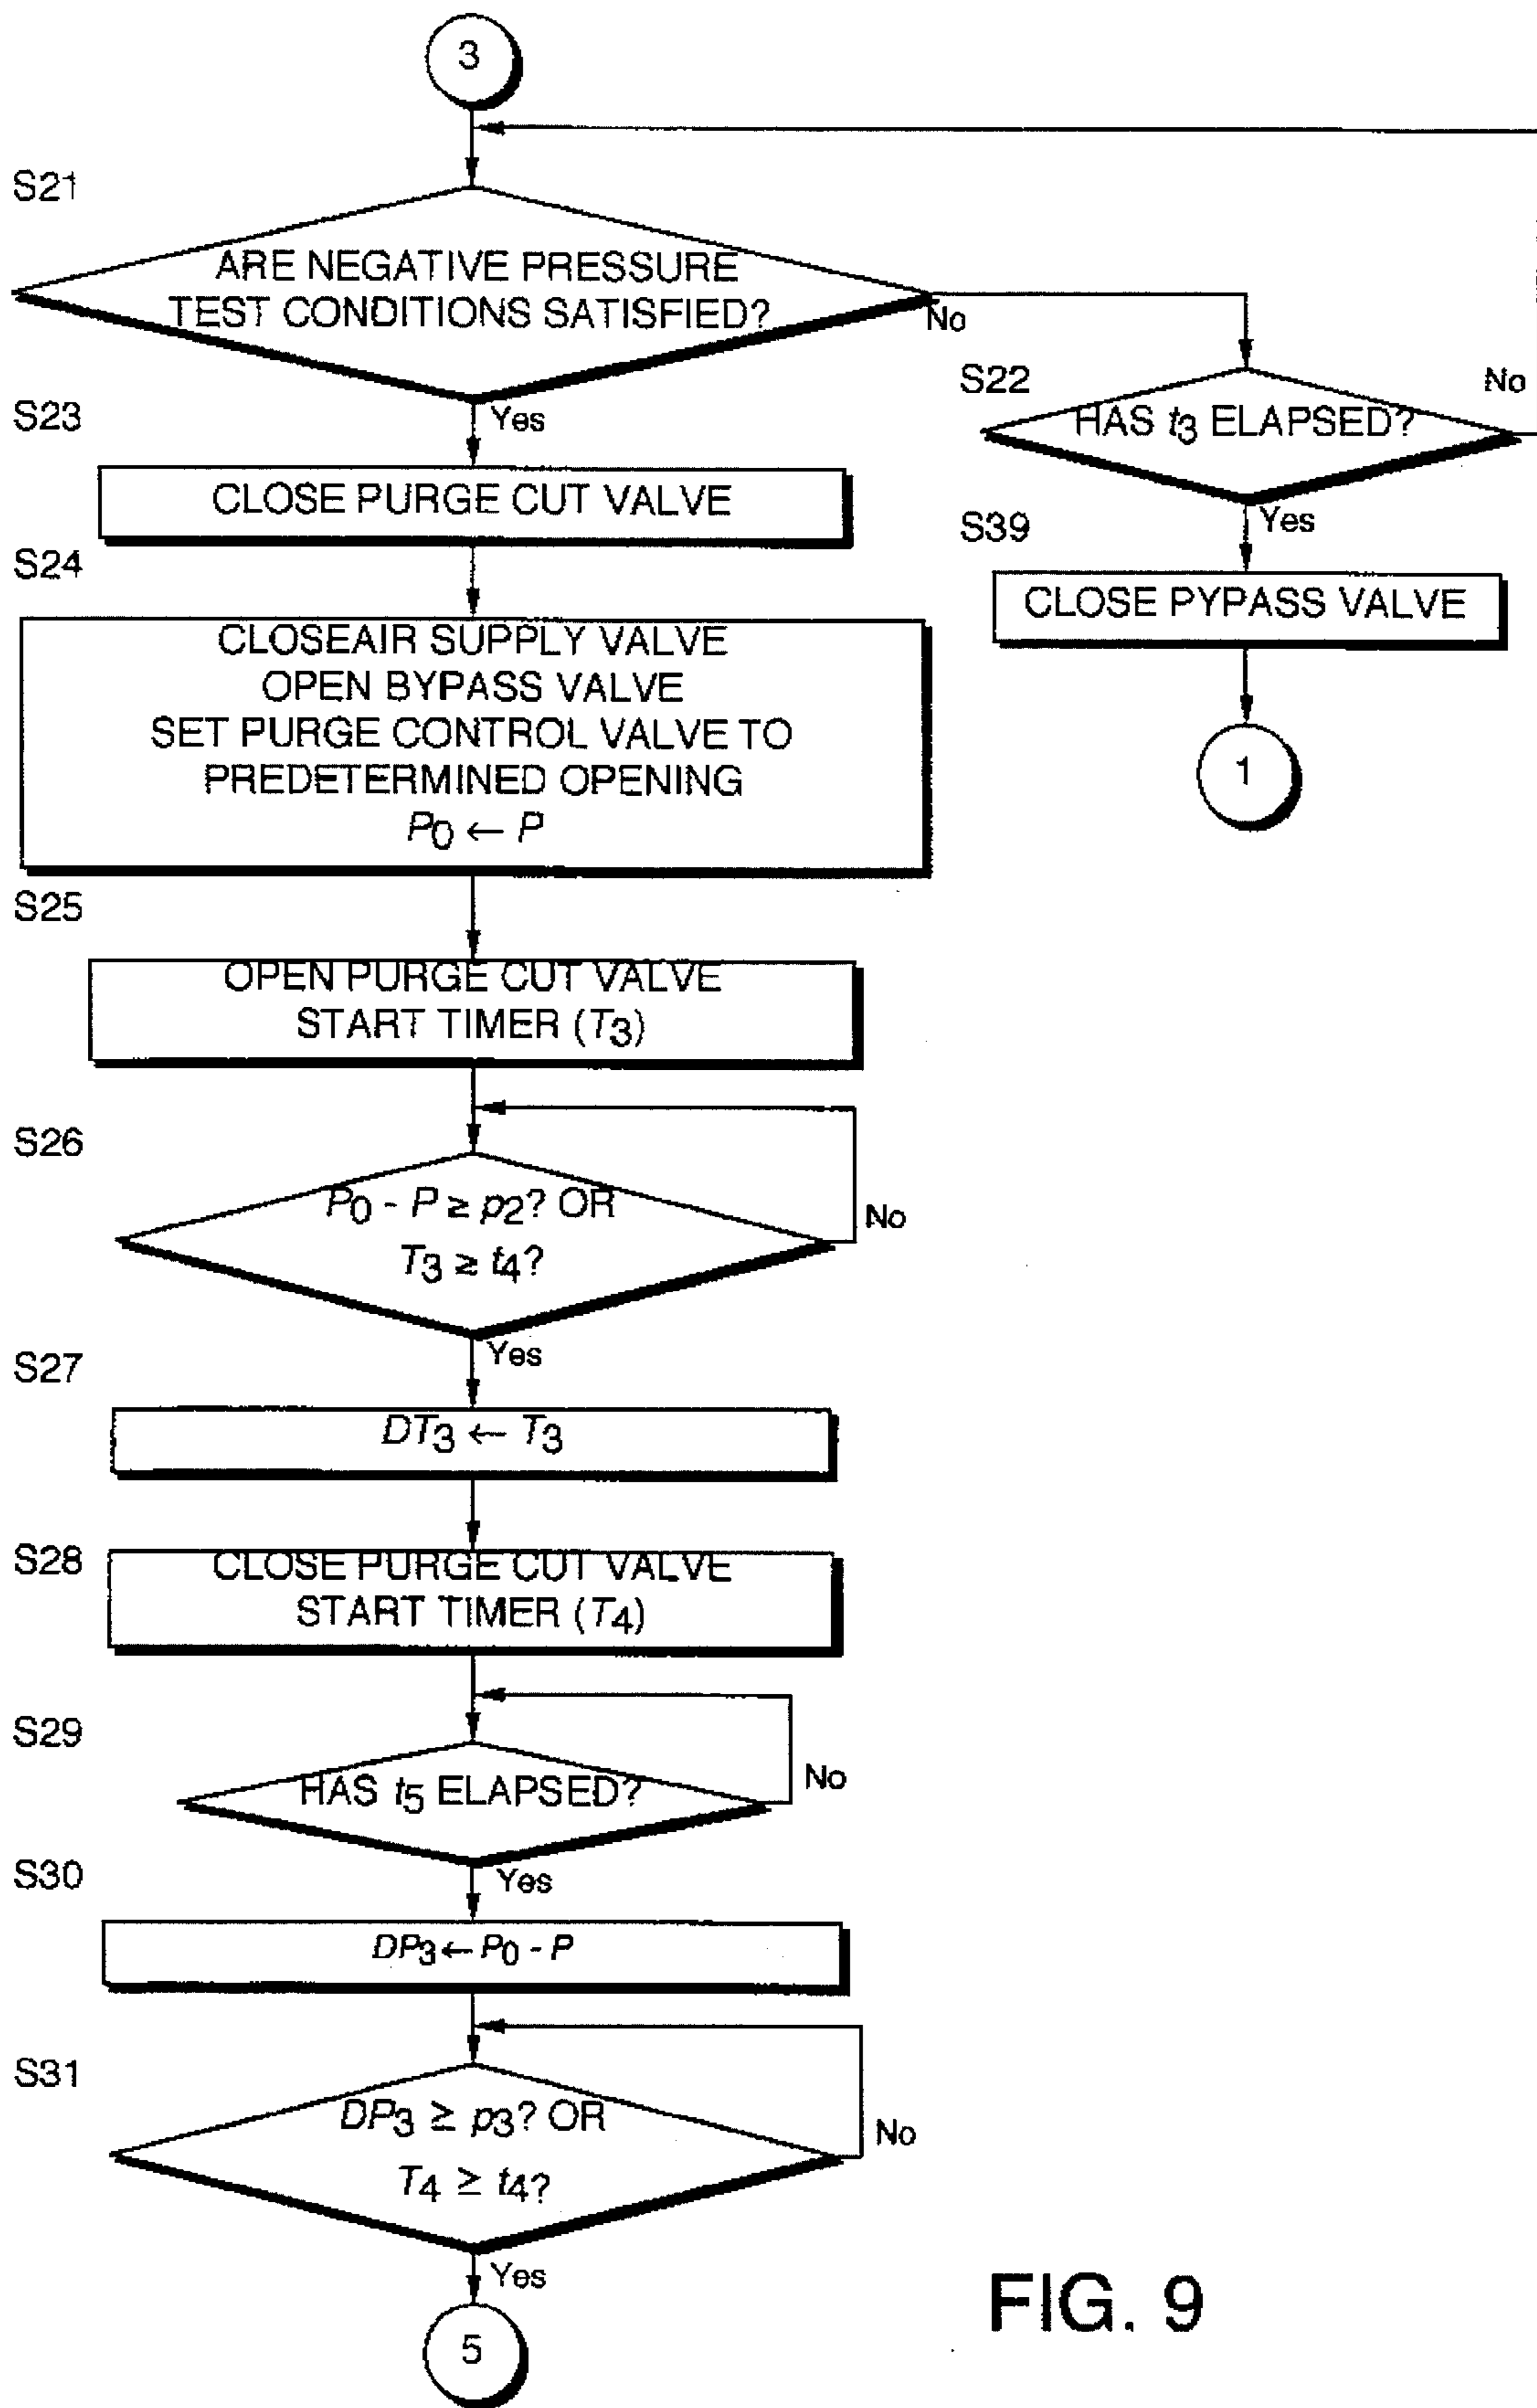 3
S21
ARE NEGATIVE PRESSURE
TEST CONDITIONS SATISFIED?
No
Yes
S22
HAS t3 ELAPSED?
No
Yes
S39
CLOSE PYPASS VALVE
1
S23
CLOSE PURGE CUT VALVE
S24
CLOSEAIR SUPPLY VALVE
OPEN BYPASS VALVE
SET PURGE CONTROL VALVE TO
PREDETERMINED OPENING
P0 ← P
S25
OPEN PURGE CUT VALVE
START TIMER (T3)
S26
P0 - P ≥ p2? OR
T3 ≥ t4?
No
Yes
S27
DT3 ← T3
S28
CLOSE PURGE CUT VALVE
START TIMER (T4)
S29
HAS t5 ELAPSED?
No
Yes
S30
DP3 ← P0 - P
S31
DP3 ≥ p3? OR
T4 ≥ t4?
No
Yes
5
FIG. 9